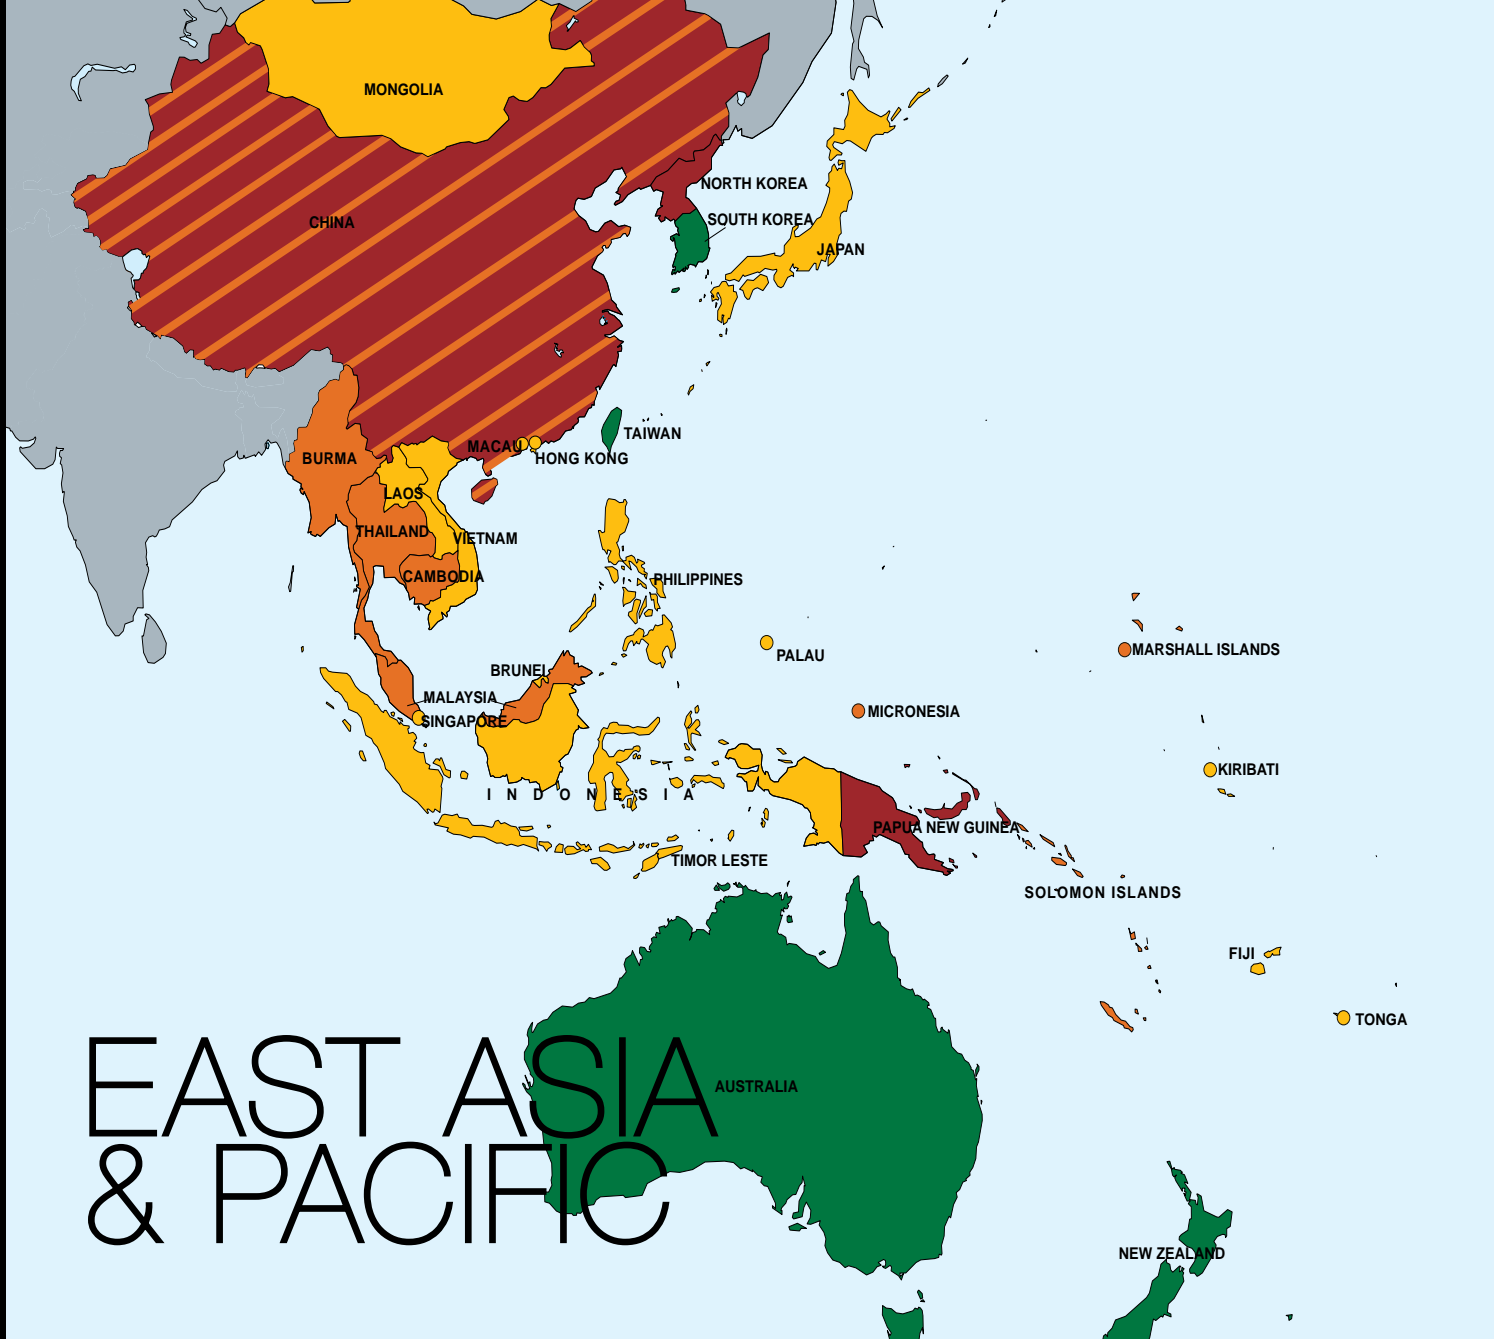 MONGOLIA
NORTH KOREA
SOUTH KOREA
CHINA
JAPAN
TAIWAN
MACAU
HONG KONG
BURMA
LAOS
THAILAND
VIETNAM
CAMBODIA
PHILIPPINES
PALAU
MARSHALL ISLANDS
BRUNEI
MALAYSIA
SINGAPORE
MICRONESIA
KIRIBATI
INDONESIA
PAPUA NEW GUINEA
TIMOR LESTE
SOLOMON ISLANDS
FIJI
TONGA
AUSTRALIA
EAST ASIA
& PACIFIC
NEW ZEALAND